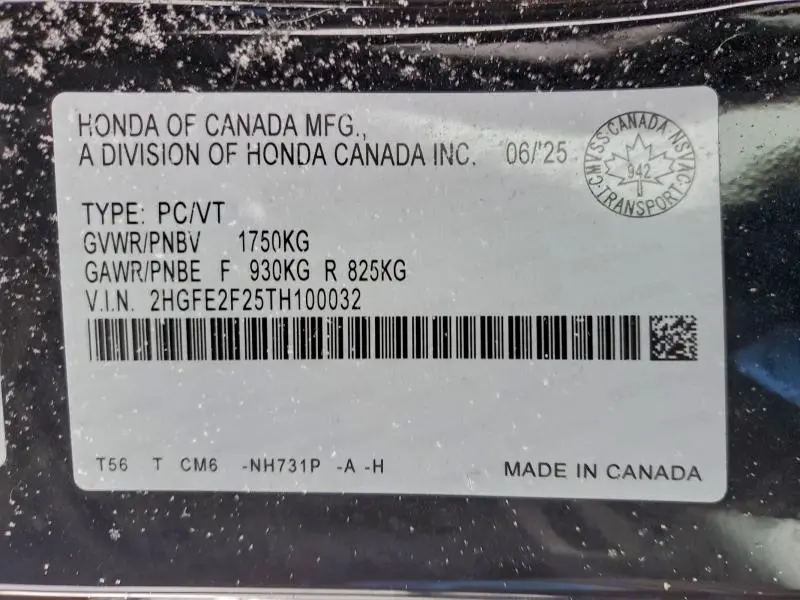 HONDA OF CANADA MFG.,
A DIVISION OF HONDA CANADA INC. 06/'25
CMVSS·CANADA·NSVAC·TRANSPORT·
942
TYPE: PC/VT
GVWR/PNBV 1750KG
GAWR/PNBE F 930KG R 825KG
V.I.N. 2HGFE2F25TH100032
T56 T CM6 -NH731P -A -H
MADE IN CANADA